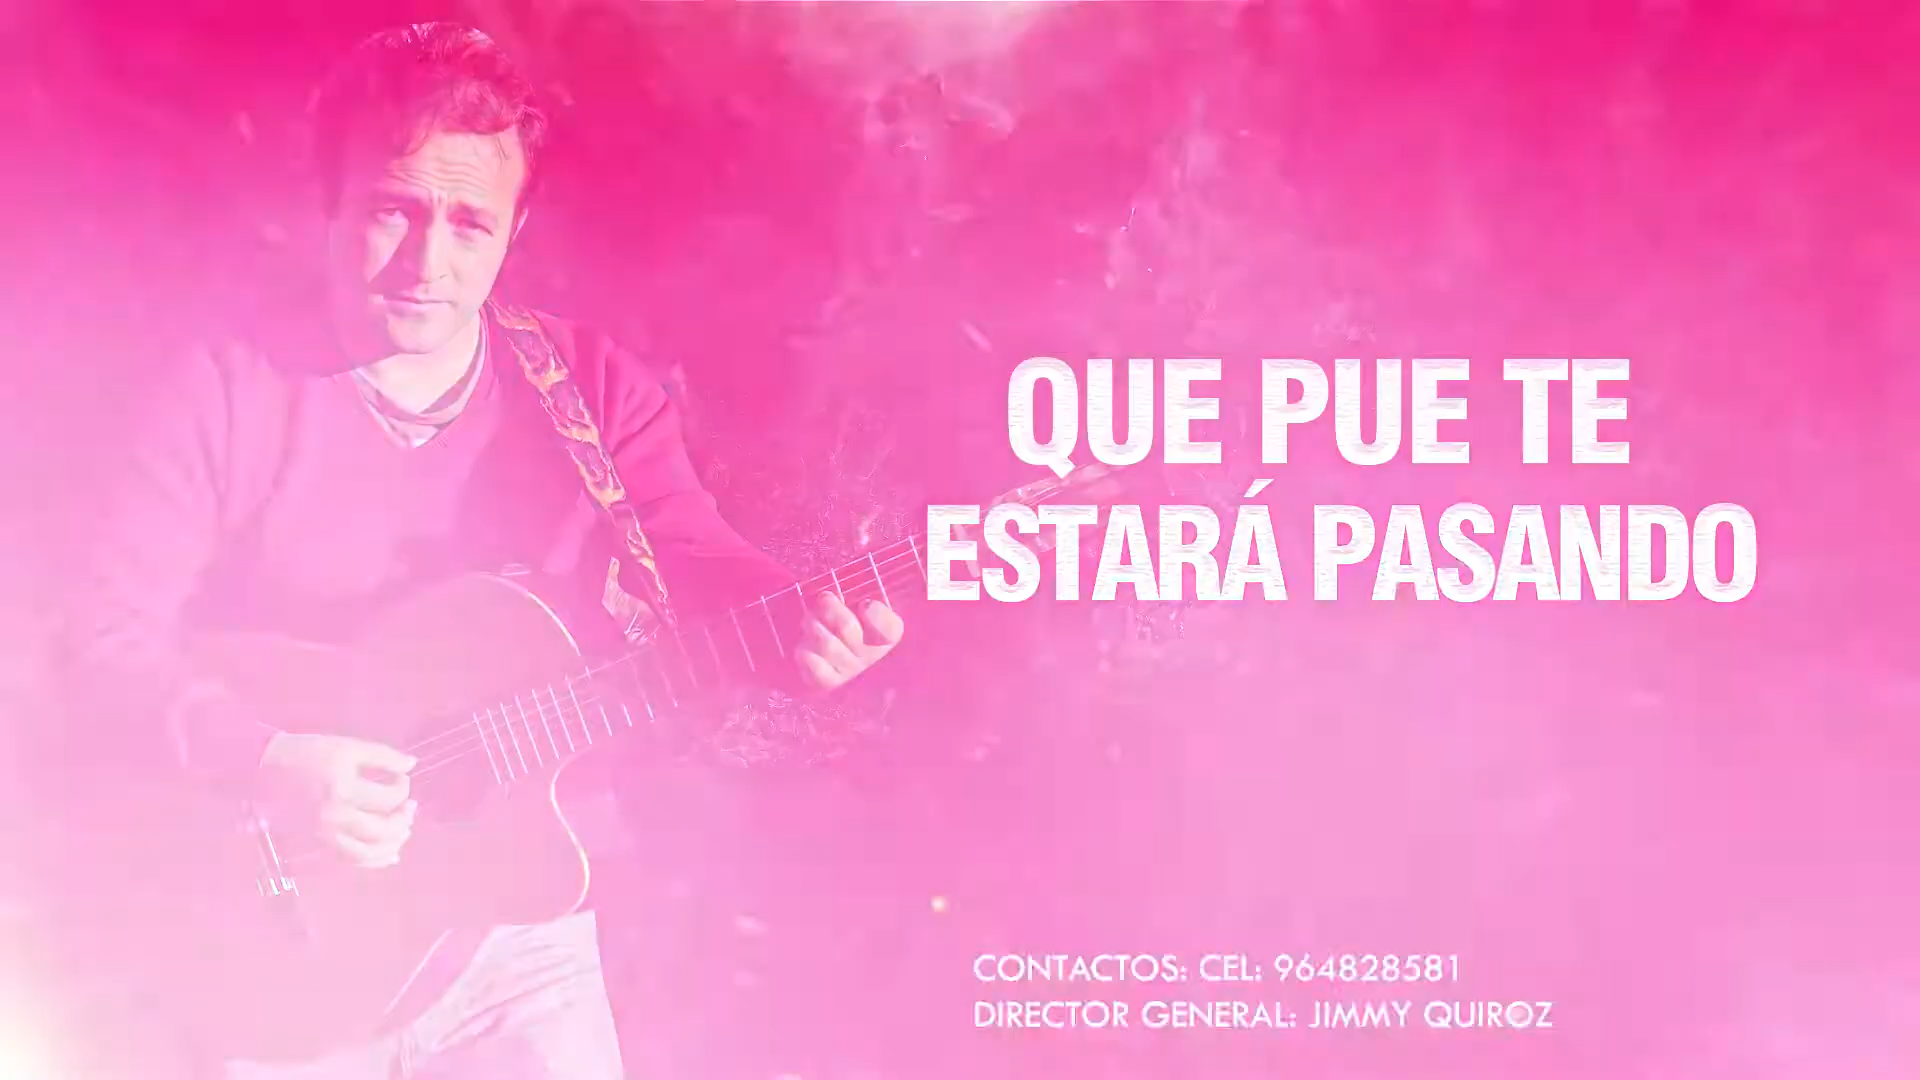 QUE PUE TE
ESTARÁ PASANDO
CONTACTOS: CEL: 964828581
DIRECTOR GENERAL: JIMMY QUIROZ